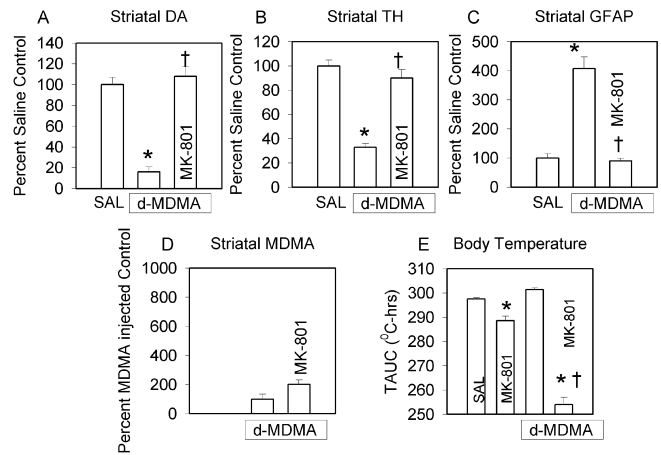 A Striatal DA
Percent Saline Control
140
120
100
80
60
40
20
0
*
†
MK-801
SAL d-MDMA
B Striatal TH
Percent Saline Control
120
100
80
60
40
20
0
*
†
MK-801
SAL d-MDMA
C Striatal GFAP
Percent Saline Control
500
400
300
200
100
0
*
†
MK-801
SAL d-MDMA
D Striatal MDMA
Percent MDMA injected Control
1000
800
600
400
200
0
MK-801
d-MDMA
E Body Temperature
TAUC (⁰C-hrs)
310
300
290
280
270
260
250
SAL
*
MK-801
MK-801
* †
d-MDMA